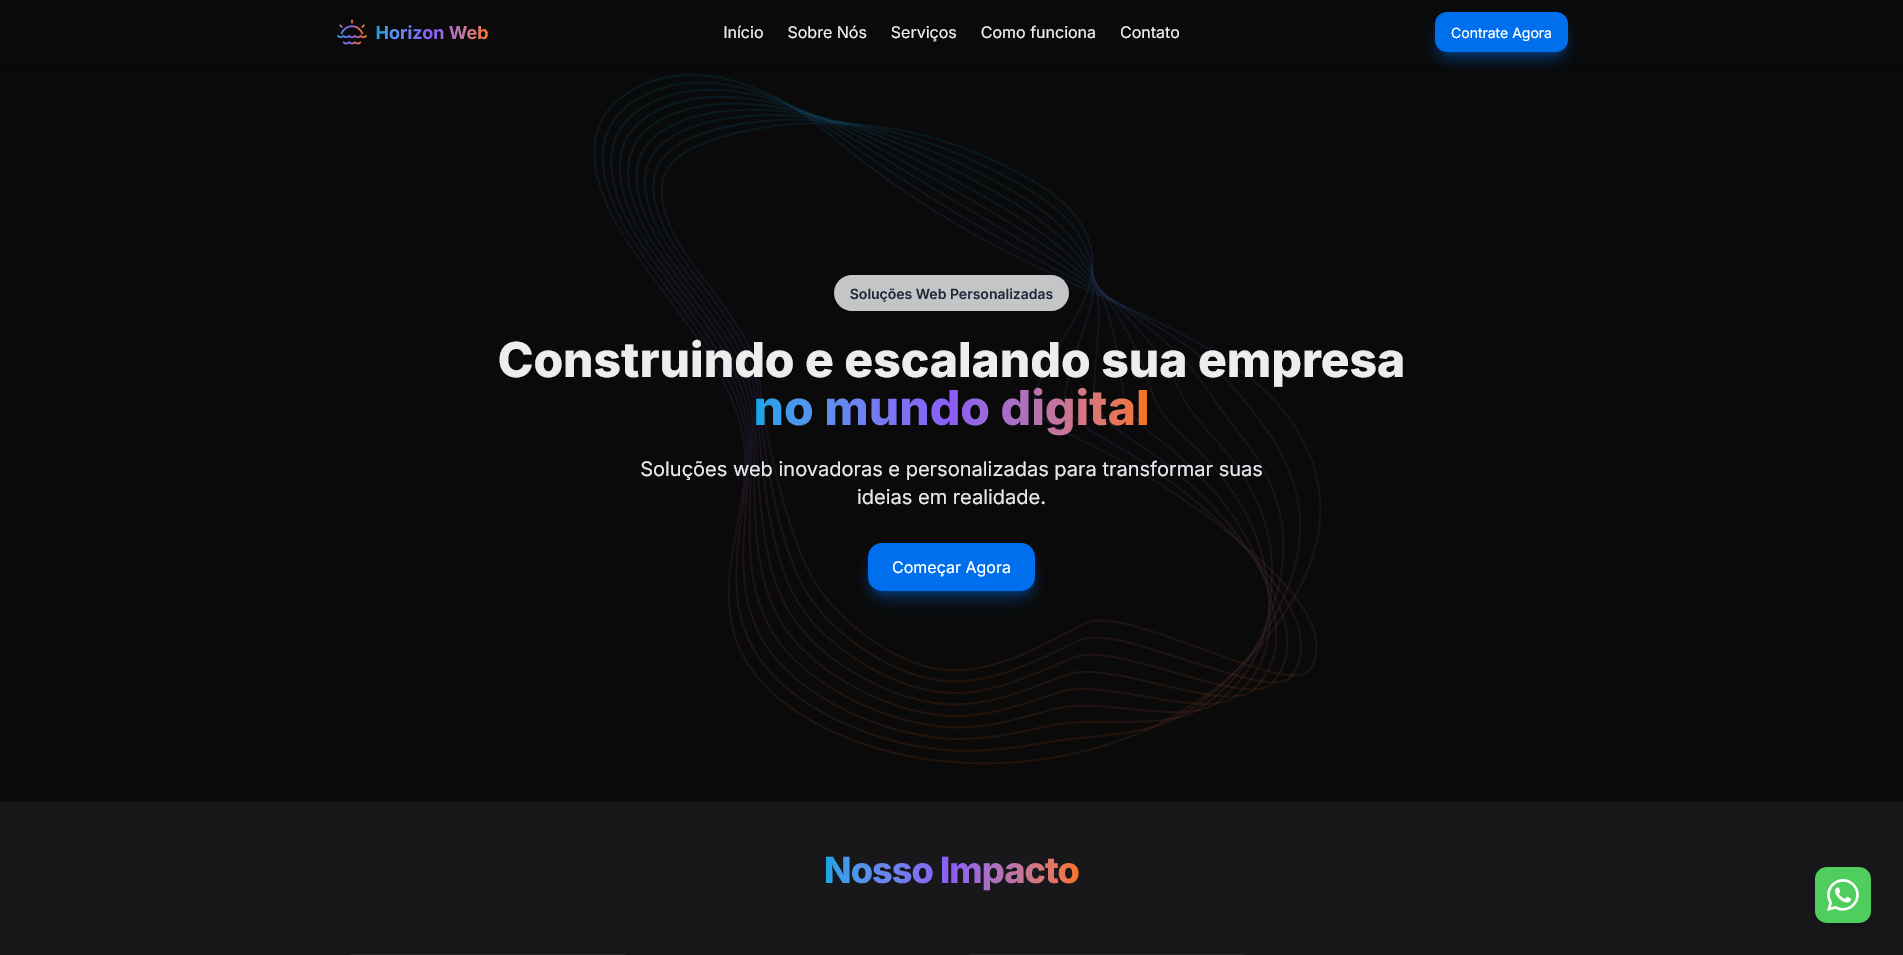 Horizon Web
Início
Sobre Nós
Serviços
Como funciona
Contato
Contrate Agora
Soluções Web Personalizadas
Construindo e escalando sua empresa
no mundo digital
Soluções web inovadoras e personalizadas para transformar suas
ideias em realidade.
Começar Agora
Nosso Impacto